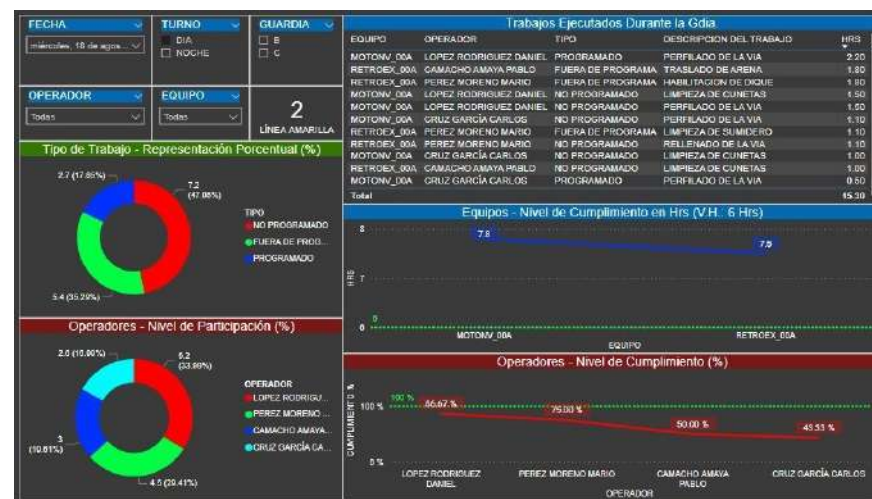 FECHA
miércoles, 18 de agos...
TURNO
DIA
NOCHE
GUARDIA
B
C
OPERADOR
Todas
EQUIPO
Todas
2
LÍNEA AMARILLA
Trabajos Ejecutados Durante la Gdia.
EQUIPO OPERADOR TIPO DESCRIPCION DEL TRABAJO HRS
MOTONV_00A LOPEZ RODRIGUEZ DANIEL PROGRAMADO PERFILADO DE LA VIA 2.20
RETROEX_00A CAMACHO AMAYA PABLO FUERA DE PROGRAMA TRASLADO DE ARENA 1.80
RETROEX_00A PEREZ MORENO MARIO FUERA DE PROGRAMA HABILITACION DE DIQUE 1.80
MOTONV_00A LOPEZ RODRIGUEZ DANIEL NO PROGRAMADO LIMPIEZA DE CUNETAS 1.50
MOTONV_00A LOPEZ RODRIGUEZ DANIEL NO PROGRAMADO PERFILADO DE LA VIA 1.50
MOTONV_00A CRUZ GARCÍA CARLOS NO PROGRAMADO PERFILADO DE LA VIA 1.10
RETROEX_00A PEREZ MORENO MARIO FUERA DE PROGRAMA LIMPIEZA DE SUMIDERO 1.10
RETROEX_00A PEREZ MORENO MARIO NO PROGRAMADO RELLENADO DE LA VIA 1.10
MOTONV_00A CRUZ GARCÍA CARLOS NO PROGRAMADO LIMPIEZA DE CUNETAS 1.00
RETROEX_00A CAMACHO AMAYA PABLO NO PROGRAMADO LIMPIEZA DE CUNETAS 1.00
MOTONV_00A CRUZ GARCÍA CARLOS PROGRAMADO PERFILADO DE LA VIA 0.50
Total 15.30
Tipo de Trabajo - Representación Porcentual (%)
2.7 (17.65%)
7.2
(47.06%)
5.4 (35.29%)
TIPO
NO PROGRAMADO
FUERA DE PROG...
PROGRAMADO
Equipos - Nivel de Cumplimiento en Hrs (V.H.: 6 Hrs)
8
7.8
7.5
HRS
7
6
6
MOTONV_00A
RETROEX_00A
EQUIPO
Operadores - Nivel de Participación (%)
5.2
(33.99%)
3
4.5 (29.41%)
OPERADOR
LOPEZ RODRIGU...
PEREZ MORENO ...
CAMACHO AMAYA...
CRUZ GARCÍA CA...
Operadores - Nivel de Cumplimiento (%)
CUMPLIMIENTO %
100 %
100 %
86.67 %
75.00 %
50.00 %
0 %
LOPEZ RODRIGUEZ DANIEL
PEREZ MORENO MARIO
CAMACHO AMAYA PABLO
CRUZ GARCÍA CARLOS
OPERADOR